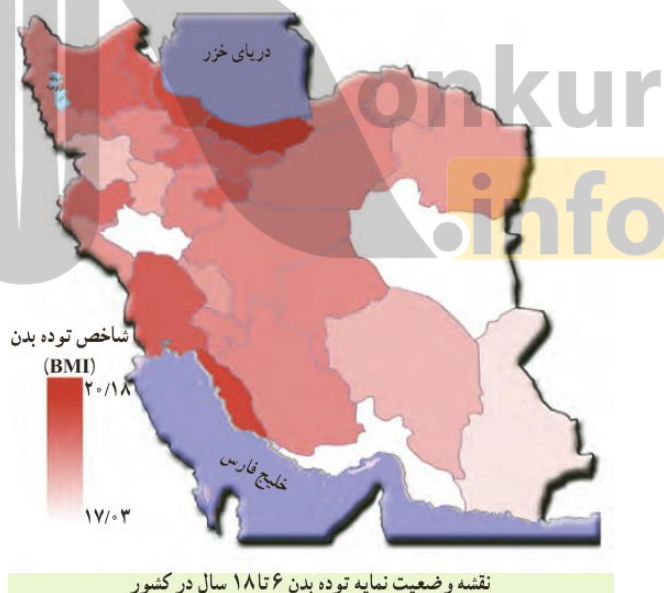 دریای خزر
onkur
.info
شاخص توده بدن
(BMI)
۲۰/۱۸
خلیج فارس
۱۷/۰۳
نقشه وضعیت نمایه توده بدن ۶ تا ۱۸ سال در کشور